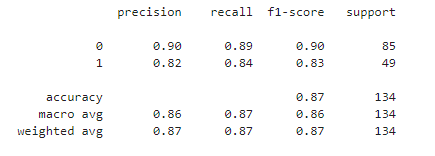 precision recall f1-score support
0 0.90 0.89 0.90 85
1 0.82 0.84 0.83 49
accuracy 0.87 134
macro avg 0.86 0.87 0.86 134
weighted avg 0.87 0.87 0.87 134